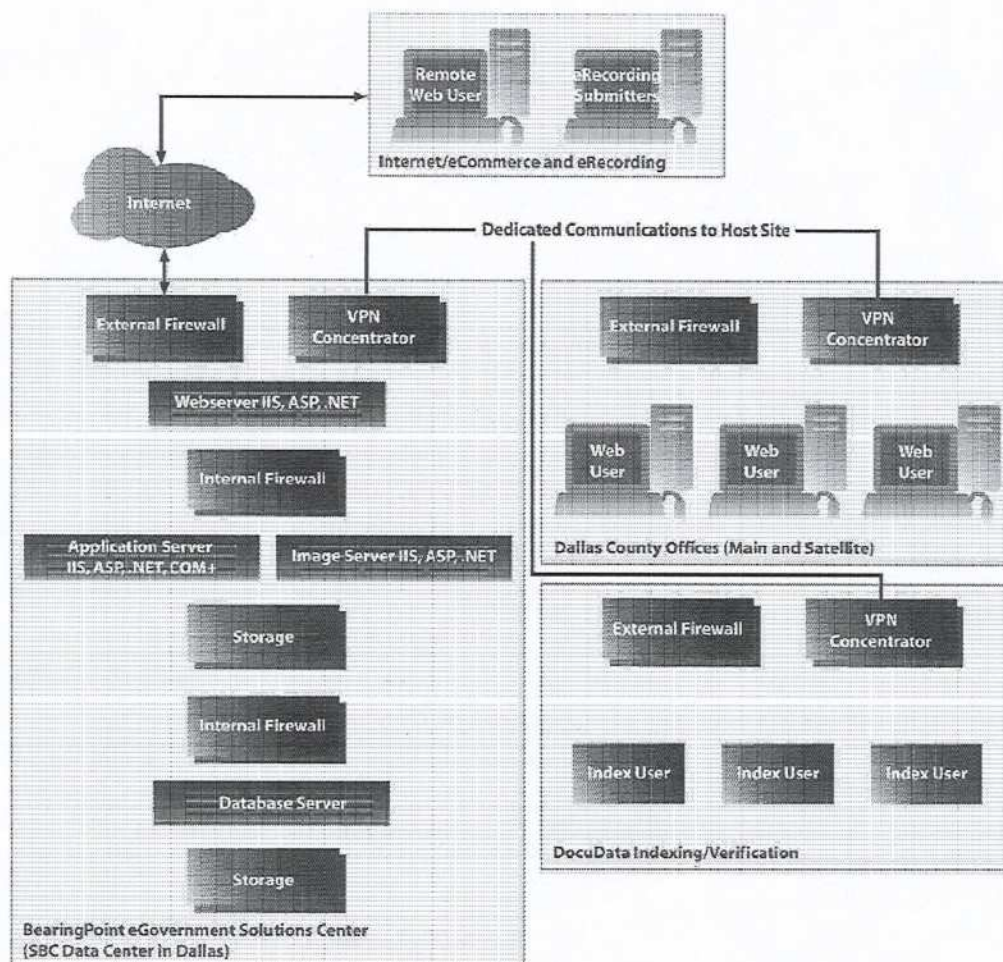 Remote
Web User
eRecording
Submitters
Internet/eCommerce and eRecording
Internet
Dedicated Communications to Host Site
External Firewall
VPN
Concentrator
Webserver IIS, ASP, .NET
Internal Firewall
Application Server
IIS, ASP, .NET, COM+
Image Server IIS, ASP, .NET
Storage
Internal Firewall
Database Server
Storage
BearingPoint eGovernment Solutions Center
(SBC Data Center in Dallas)
External Firewall
VPN
Concentrator
Web
User
Web
User
Web
User
Dallas County Offices (Main and Satellite)
External Firewall
VPN
Concentrator
Index User
Index User
Index User
DocuData Indexing/Verification